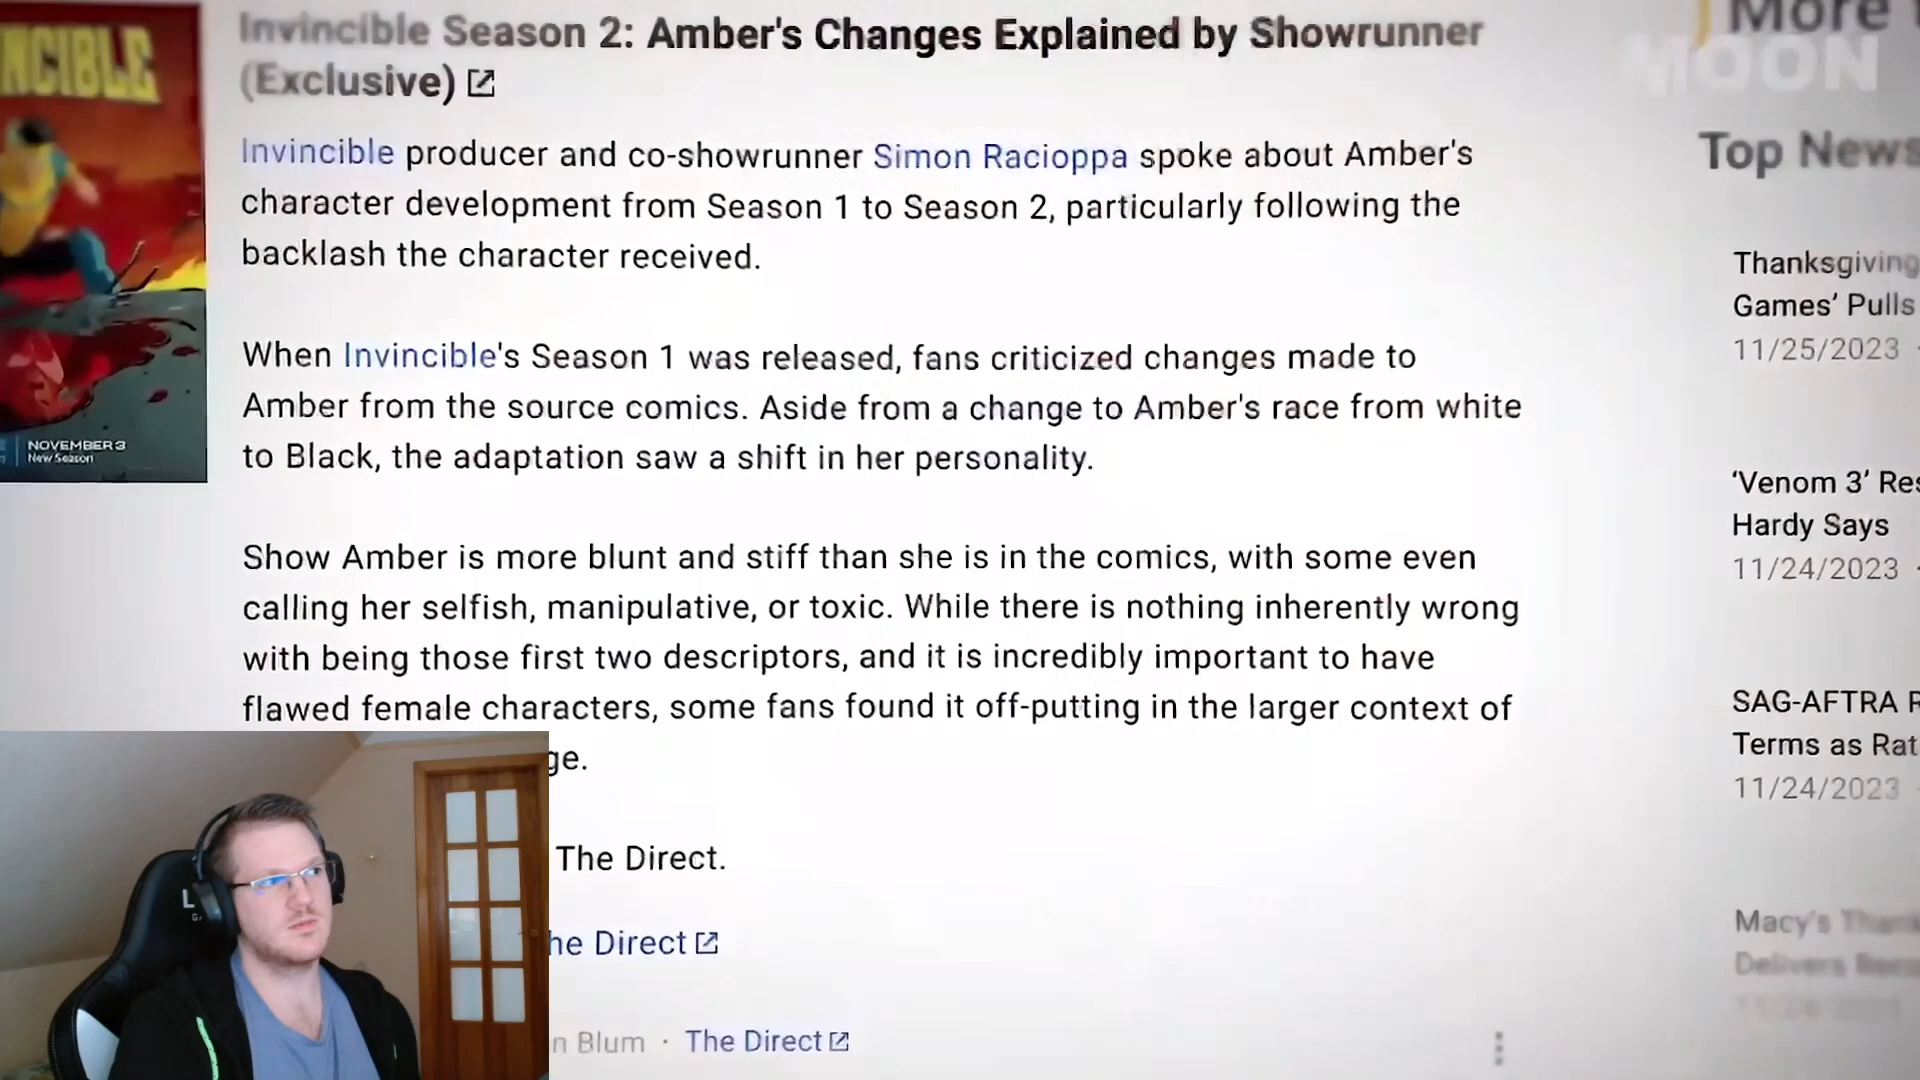 NCIBLE
NOVEMBER 3
New Season
Invincible Season 2: Amber's Changes Explained by Showrunner
(Exclusive)
Invincible producer and co-showrunner Simon Racioppa spoke about Amber's
character development from Season 1 to Season 2, particularly following the
backlash the character received.
When Invincible's Season 1 was released, fans criticized changes made to
Amber from the source comics. Aside from a change to Amber's race from white
to Black, the adaptation saw a shift in her personality.
Show Amber is more blunt and stiff than she is in the comics, with some even
calling her selfish, manipulative, or toxic. While there is nothing inherently wrong
with being those first two descriptors, and it is incredibly important to have
flawed female characters, some fans found it off-putting in the larger context of
ge.
The Direct.
he Direct
n Blum · The Direct
More
MOON
Top News
Thanksgiving
Games’ Pulls
11/25/2023
‘Venom 3’ Res
Hardy Says
11/24/2023
SAG-AFTRA R
Terms as Rat
11/24/2023
Macy's
Delivers
L
G